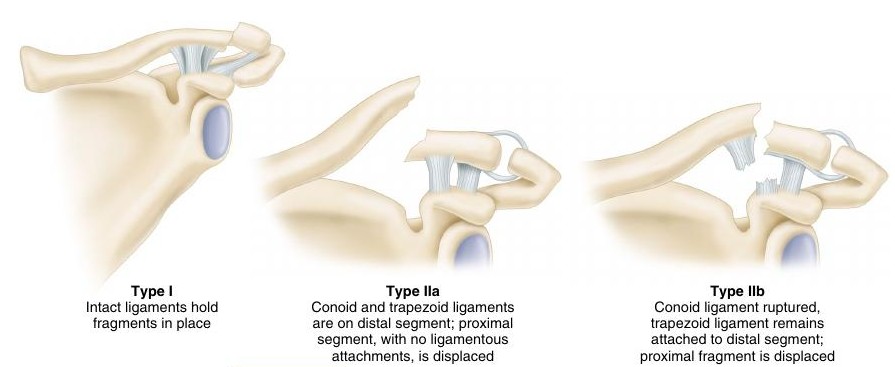 Type I
Intact ligaments hold
fragments in place
Type IIa
Conoid and trapezoid ligaments
are on distal segment; proximal
segment, with no ligamentous
attachments, is displaced
Type IIb
Conoid ligament ruptured,
trapezoid ligament remains
attached to distal segment;
proximal fragment is displaced